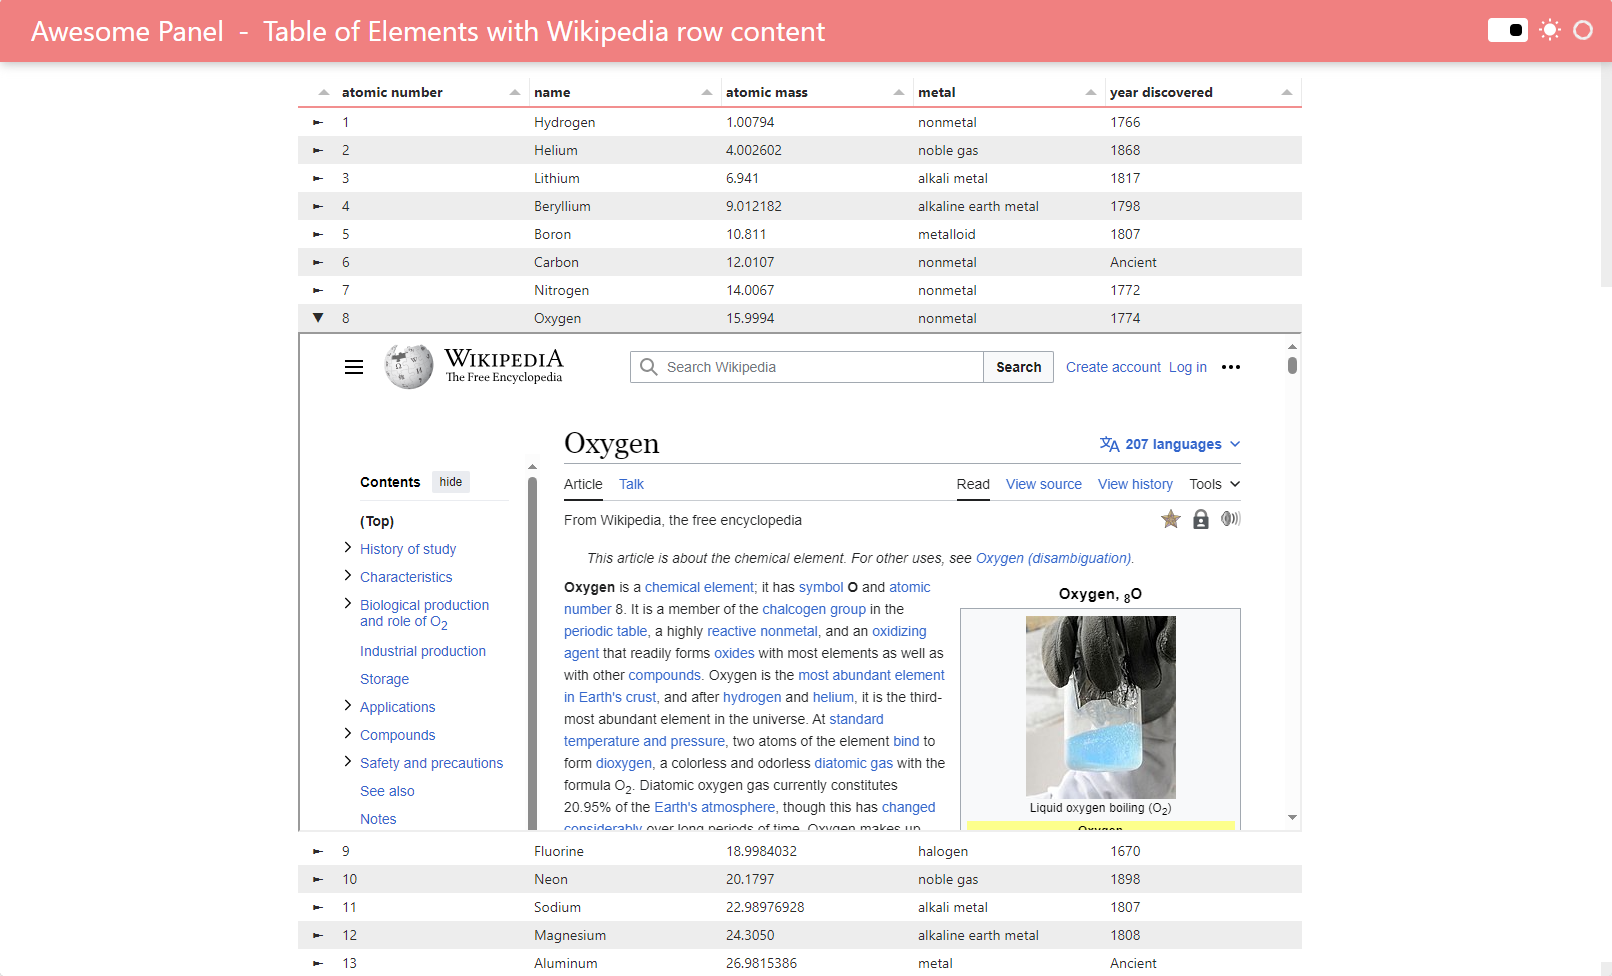 Awesome Panel - Table of Elements with Wikipedia row content
atomic number name atomic mass metal year discovered
1 Hydrogen 1.00794 nonmetal 1766
2 Helium 4.002602 noble gas 1868
3 Lithium 6.941 alkali metal 1817
4 Beryllium 9.012182 alkaline earth metal 1798
5 Boron 10.811 metalloid 1807
6 Carbon 12.0107 nonmetal Ancient
7 Nitrogen 14.0067 nonmetal 1772
8 Oxygen 15.9994 nonmetal 1774
WIKIPEDIA
The Free Encyclopedia
Search Wikipedia Search Create account Log in
Oxygen
207 languages
Contents hide
(Top)
History of study
Characteristics
Biological production
and role of O2
Industrial production
Storage
Applications
Compounds
Safety and precautions
See also
Notes
Article Talk Read View source View history Tools
From Wikipedia, the free encyclopedia
This article is about the chemical element. For other uses, see Oxygen (disambiguation).
Oxygen is a chemical element; it has symbol O and atomic
number 8. It is a member of the chalcogen group in the
periodic table, a highly reactive nonmetal, and an oxidizing
agent that readily forms oxides with most elements as well as
with other compounds. Oxygen is the most abundant element
in Earth's crust, and after hydrogen and helium, it is the third-
most abundant element in the universe. At standard
temperature and pressure, two atoms of the element bind to
form dioxygen, a colorless and odorless diatomic gas with the
formula O2. Diatomic oxygen gas currently constitutes
20.95% of the Earth's atmosphere, though this has changed
considerably over long periods of time. Oxygen makes up
Oxygen, 8O
Liquid oxygen boiling (O2)
Oxygen
9 Fluorine 18.9984032 halogen 1670
10 Neon 20.1797 noble gas 1898
11 Sodium 22.98976928 alkali metal 1807
12 Magnesium 24.3050 alkaline earth metal 1808
13 Aluminum 26.9815386 metal Ancient